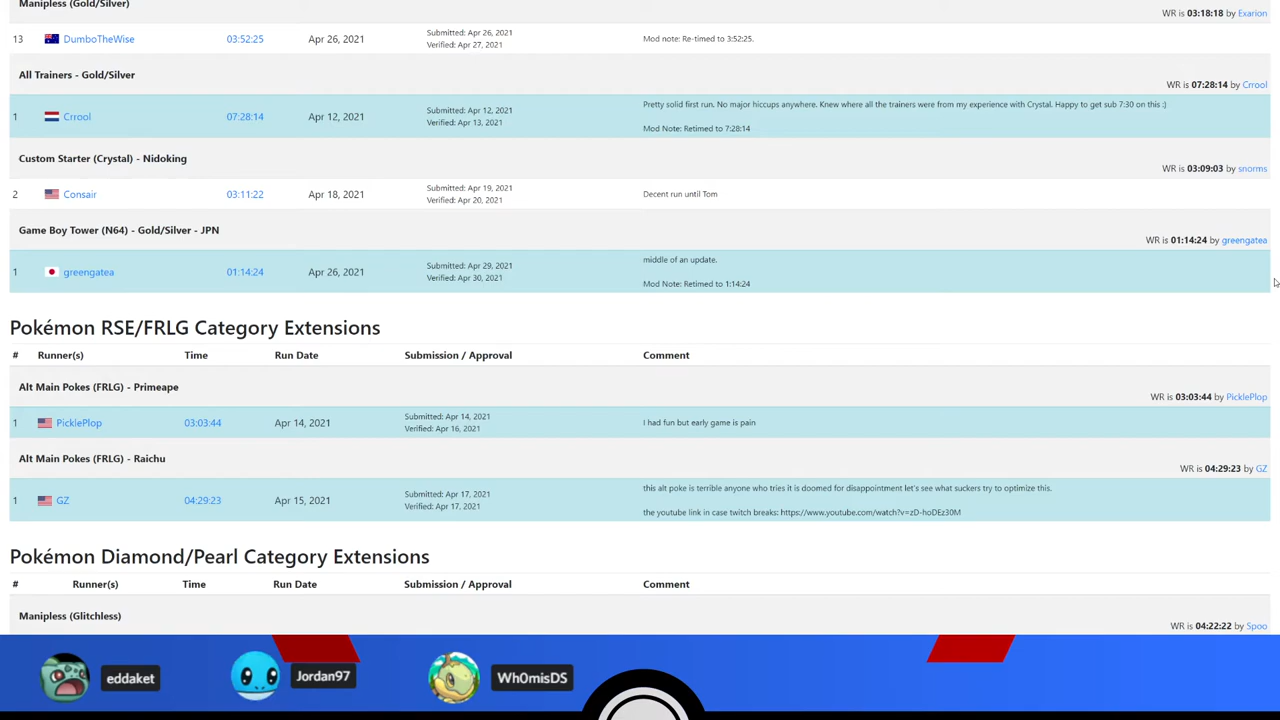 Manipless (Gold/Silver)
WR is 03:18:18 by Exarion
13 DumboTheWise 03:52:25 Apr 26, 2021 Submitted: Apr 26, 2021 Mod note: Re-timed to 3:52:25.
Verified: Apr 27, 2021
All Trainers - Gold/Silver
WR is 07:28:14 by Crrool
1 Crrool 07:28:14 Apr 12, 2021 Submitted: Apr 12, 2021 Pretty solid first run. No major hiccups anywhere. Knew where all the trainers were from my experience with Crystal. Happy to get sub 7:30 on this :)
Verified: Apr 13, 2021 Mod Note: Retimed to 7:28:14
Custom Starter (Crystal) - Nidoking
WR is 03:09:03 by snorms
2 Consair 03:11:22 Apr 18, 2021 Submitted: Apr 19, 2021 Decent run until Tom
Verified: Apr 20, 2021
Game Boy Tower (N64) - Gold/Silver - JPN
WR is 01:14:24 by greengatea
1 greengatea 01:14:24 Apr 26, 2021 Submitted: Apr 29, 2021 middle of an update.
Verified: Apr 30, 2021 Mod Note: Retimed to 1:14:24
Pokémon RSE/FRLG Category Extensions
# Runner(s) Time Run Date Submission / Approval Comment
Alt Main Pokes (FRLG) - Primeape
WR is 03:03:44 by PicklePlop
1 PicklePlop 03:03:44 Apr 14, 2021 Submitted: Apr 14, 2021 I had fun but early game is pain
Verified: Apr 16, 2021
Alt Main Pokes (FRLG) - Raichu
WR is 04:29:23 by GZ
1 GZ 04:29:23 Apr 15, 2021 Submitted: Apr 17, 2021 this alt poke is terrible anyone who tries it is doomed for disappointment let's see what suckers try to optimize this.
Verified: Apr 17, 2021 the youtube link in case twitch breaks: https://www.youtube.com/watch?v=zD-hoDEz30M
Pokémon Diamond/Pearl Category Extensions
# Runner(s) Time Run Date Submission / Approval Comment
Manipless (Glitchless)
WR is 04:22:22 by Spoo
eddaket Jordan97 Wh0misDS